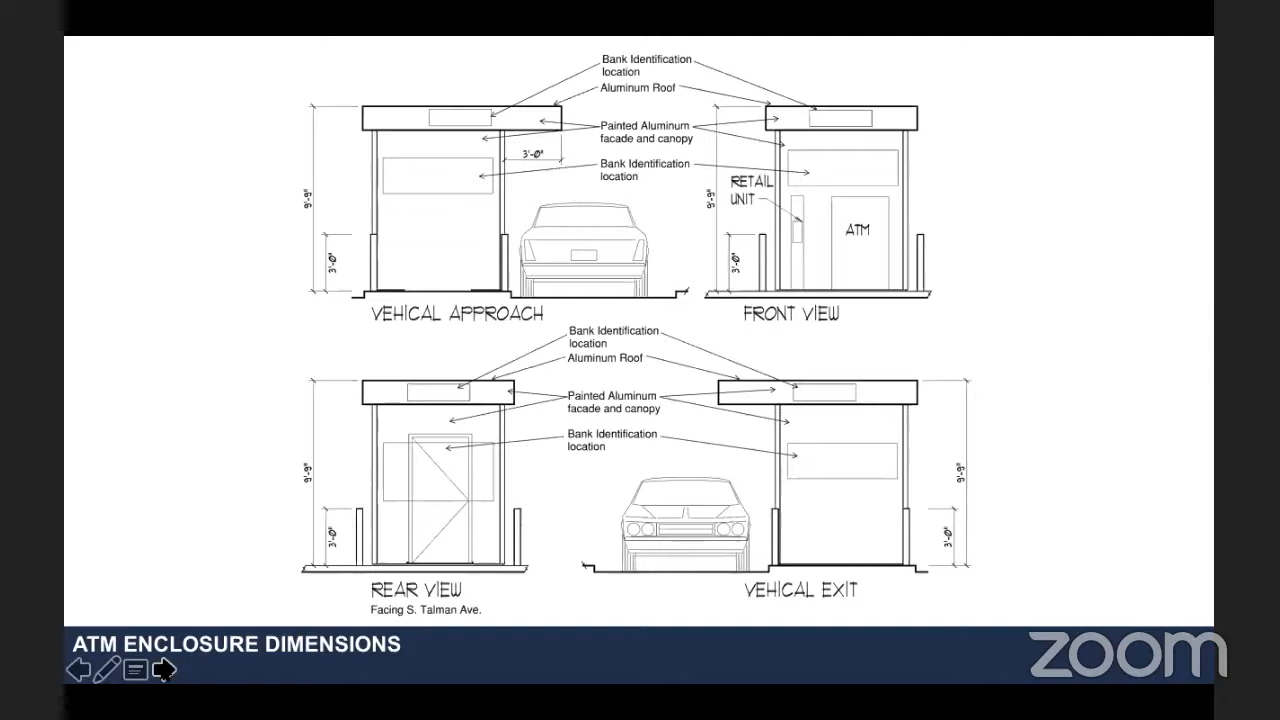 Bank Identification
location
Aluminum Roof
Painted Aluminum
facade and canopy
Bank Identification
location
3'-0"
9'-9"
3'-0"
VEHICAL APPROACH
RETAIL
UNIT
ATM
9'-9"
3'-0"
FRONT VIEW
Bank Identification
location
Aluminum Roof
Painted Aluminum
facade and canopy
Bank Identification
location
9'-9"
3'-0"
REAR VIEW
Facing S. Talman Ave.
9'-9"
3'-0"
VEHICAL EXIT
ATM ENCLOSURE DIMENSIONS
zoom